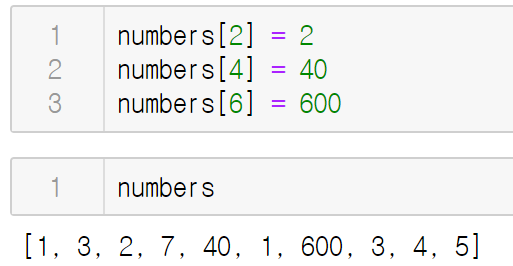 1 numbers[2] = 2
2 numbers[4] = 40
3 numbers[6] = 600
1 numbers
[1, 3, 2, 7, 40, 1, 600, 3, 4, 5]